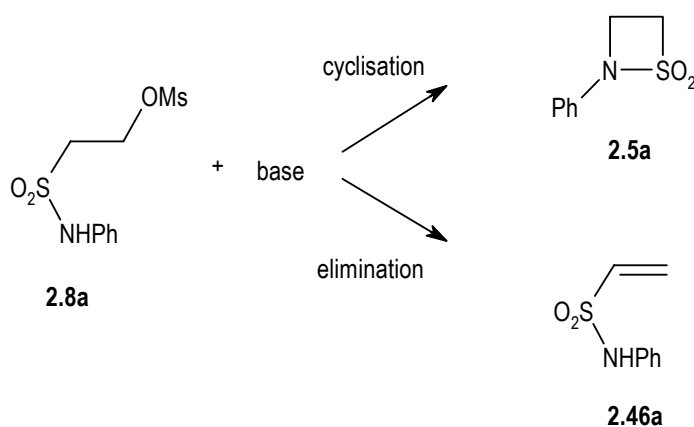 cyclisation
OMs
O2S
NHPh
2.8a
+
base
N
SO2
Ph
2.5a
elimination
O2S
NHPh
2.46a